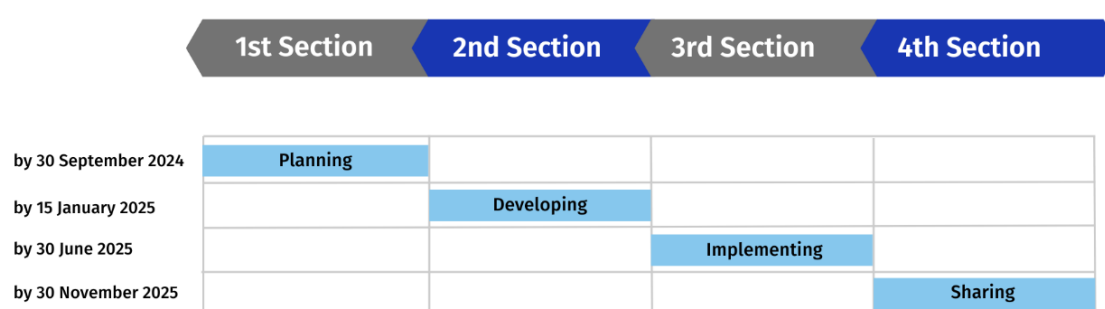 1st Section 2nd Section 3rd Section 4th Section
by 30 September 2024 Planning
by 15 January 2025 Developing
by 30 June 2025 Implementing
by 30 November 2025 Sharing